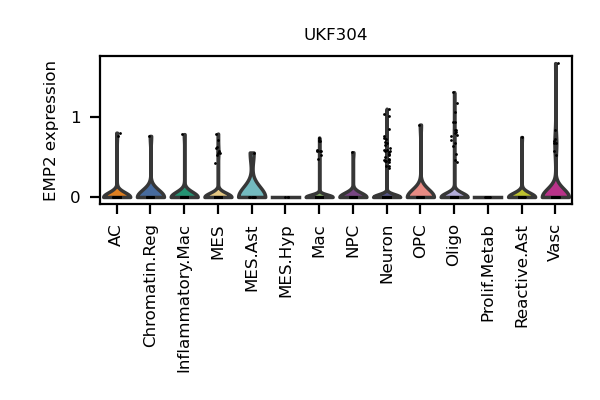 UKF304
EMP2 expression
1
0
AC
Chromatin.Reg
Inflammatory.Mac
MES
MES.Ast
MES.Hyp
Mac
NPC
Neuron
OPC
Oligo
Prolif.Metab
Reactive.Ast
Vasc